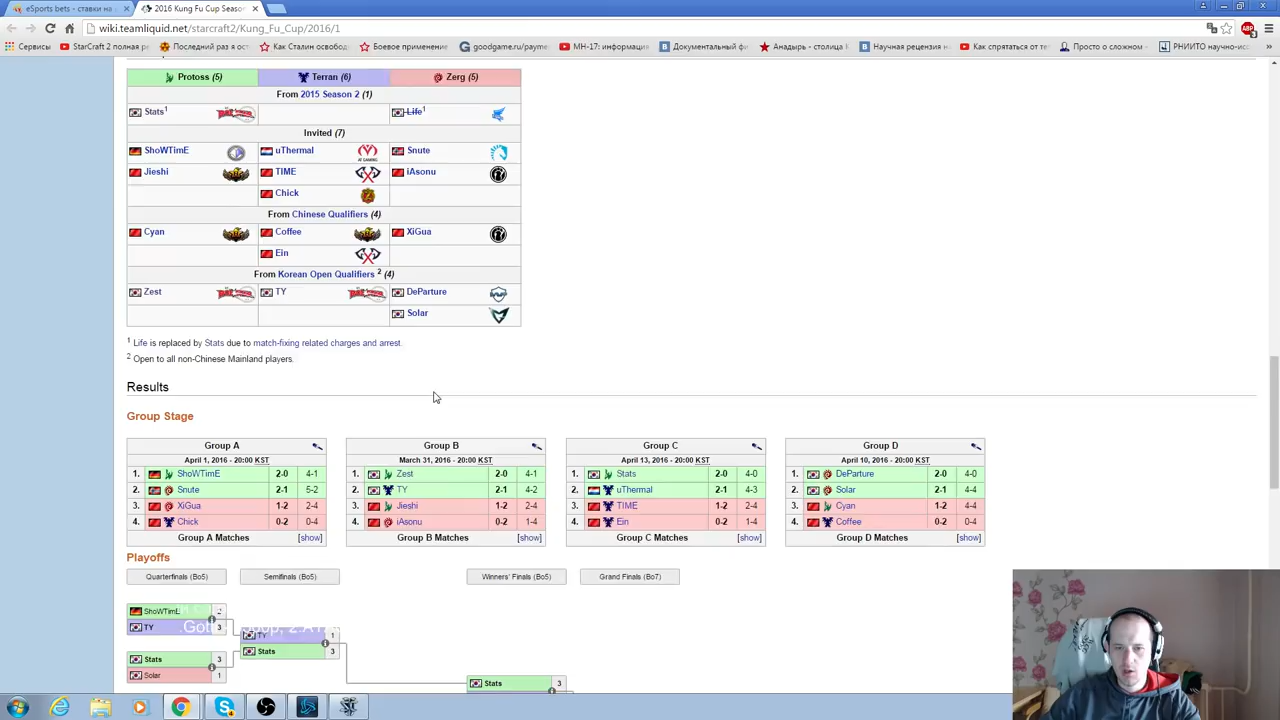 eSports bets - ставки на
2016 Kung Fu Cup Seaso
wiki.teamliquid.net/starcraft2/Kung_Fu_Cup/2016/1
Сервисы StarCraft 2 полная ре Последний раз я ост Как Сталин освобод Боевое применение goodgame.ru/payme МН-17: информаци Документальный фи Анадырь - столица К Научная рецензия н Как спрятаться от те Просто о сложном - РНИИТО научно-исс
Protoss (5) Terran (6) Zerg (5)
From 2015 Season 2 (1)
Stats1 Life1
Invited (7)
ShoWTimE uThermal Snute
Jieshi TIME iAsonu
Chick
From Chinese Qualifiers (4)
Cyan Coffee XiGua
Ein
From Korean Open Qualifiers 2 (4)
Zest TY DeParture
Solar
1 Life is replaced by Stats due to match-fixing related charges and arrest.
2 Open to all non-Chinese Mainland players.
Results
Group Stage
Group A
April 1, 2016 - 20:00 KST
1. ShoWTimE 2-0 4-1
2. Snute 2-1 5-2
3. XiGua 1-2 2-4
4. Chick 0-2 0-4
Group A Matches [show]
Group B
March 31, 2016 - 20:00 KST
1. Zest 2-0 4-1
2. TY 2-1 4-2
3. Jieshi 1-2 2-4
4. iAsonu 0-2 1-4
Group B Matches [show]
Group C
April 13, 2016 - 20:00 KST
1. Stats 2-0 4-0
2. uThermal 2-1 4-3
3. TIME 1-2 2-4
4. Ein 0-2 1-4
Group C Matches [show]
Group D
April 10, 2016 - 20:00 KST
1. DeParture 2-0 4-0
2. Solar 2-1 4-4
3. Cyan 1-2 4-4
4. Coffee 0-2 0-4
Group D Matches [show]
Playoffs
Quarterfinals (Bo5) Semifinals (Bo5) Winners' Finals (Bo5) Grand Finals (Bo7)
ShoWTimE
TY 3
TY 1
Stats 3
Stats 3
Solar 1
Stats 3